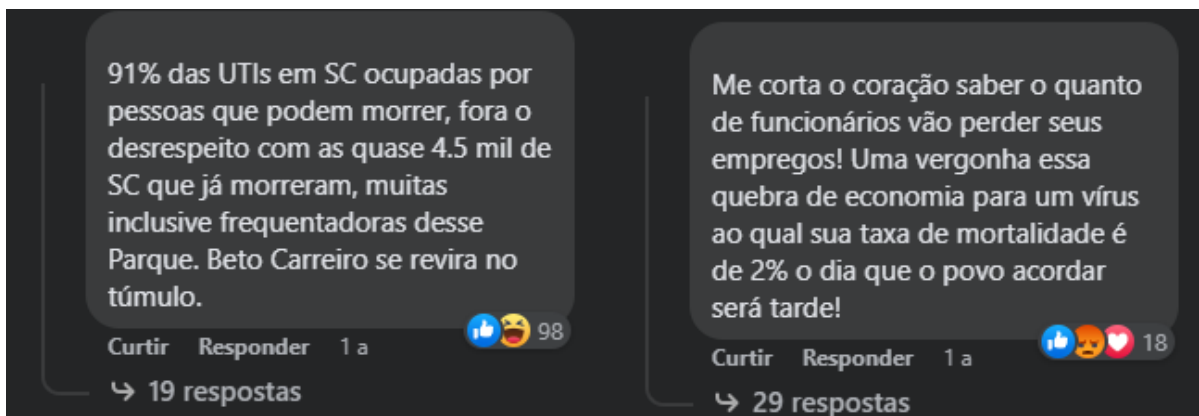 91% das UTIs em SC ocupadas por
pessoas que podem morrer, fora o
desrespeito com as quase 4.5 mil de
SC que já morreram, muitas
inclusive frequentadoras desse
Parque. Beto Carreiro se revira no
túmulo.
98
Curtir Responder 1 a
19 respostas
Me corta o coração saber o quanto
de funcionários vão perder seus
empregos! Uma vergonha essa
quebra de economia para um vírus
ao qual sua taxa de mortalidade é
de 2% o dia que o povo acordar
será tarde!
18
Curtir Responder 1 a
29 respostas